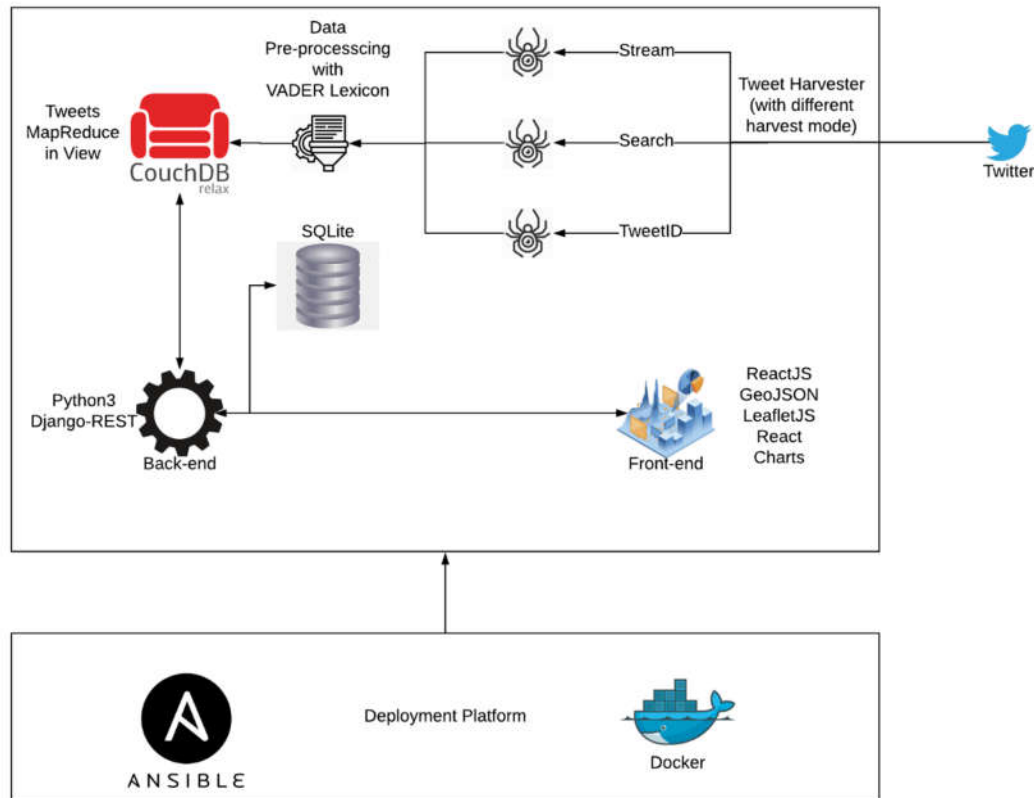 Data
Pre-processcing
with
VADER Lexicon
Stream
Tweet Harvester
(with different
harvest mode)
Tweets
MapReduce
in View
CouchDB
relax
Search
Twitter
TweetID
SQLite
Python3
Django-REST
Back-end
Front-end
ReactJS
GeoJSON
LeafletJS
React
Charts
Deployment Platform
ANSIBLE
Docker